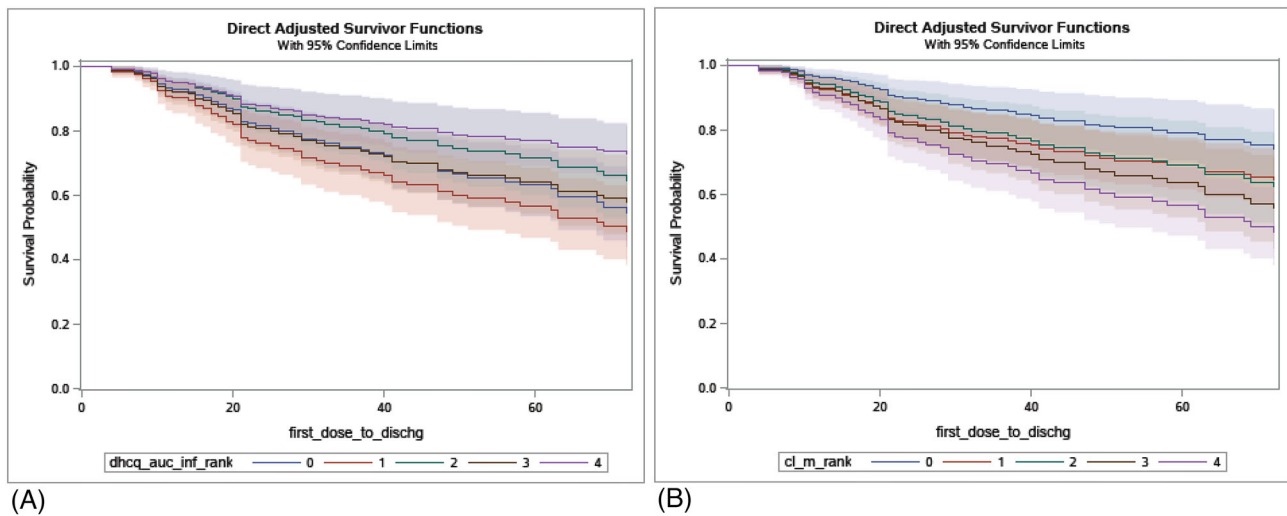 Direct Adjusted Survivor Functions
With 95% Confidence Limits
1.0
0.8
0.6
0.4
0.2
0.0
Survival Probability
0 20 40 60
first_dose_to_dischg
dhcq_auc_inf_rank 0 1 2 3 4
(A)
Direct Adjusted Survivor Functions
With 95% Confidence Limits
1.0
0.8
0.6
0.4
0.2
0.0
Survival Probability
0 20 40 60
first_dose_to_dischg
cl_m_rank 0 1 2 3 4
(B)